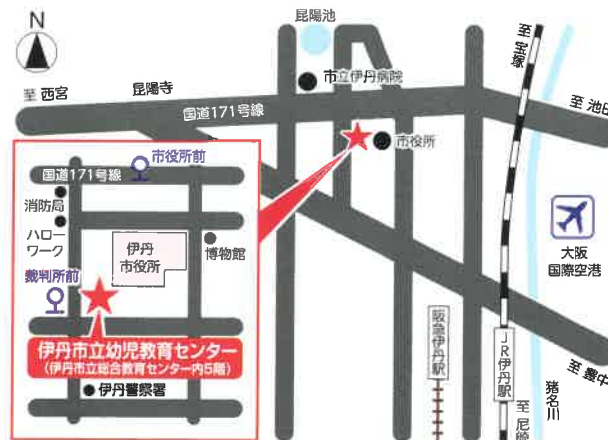 N
昆陽池
至 宝塚
至 西宮
昆陽寺
市立伊丹病院
国道171号線
至 池田
市役所
市役所前
国道171号線
消防局
ハロー
ワーク
伊丹
市役所
博物館
裁判所前
大阪
国際空港
伊丹市立幼児教育センター
(伊丹市立総合教育センター内5階)
伊丹警察署
阪急伊丹駅
JR伊丹駅
至 豊中
猪名川
至 尼崎